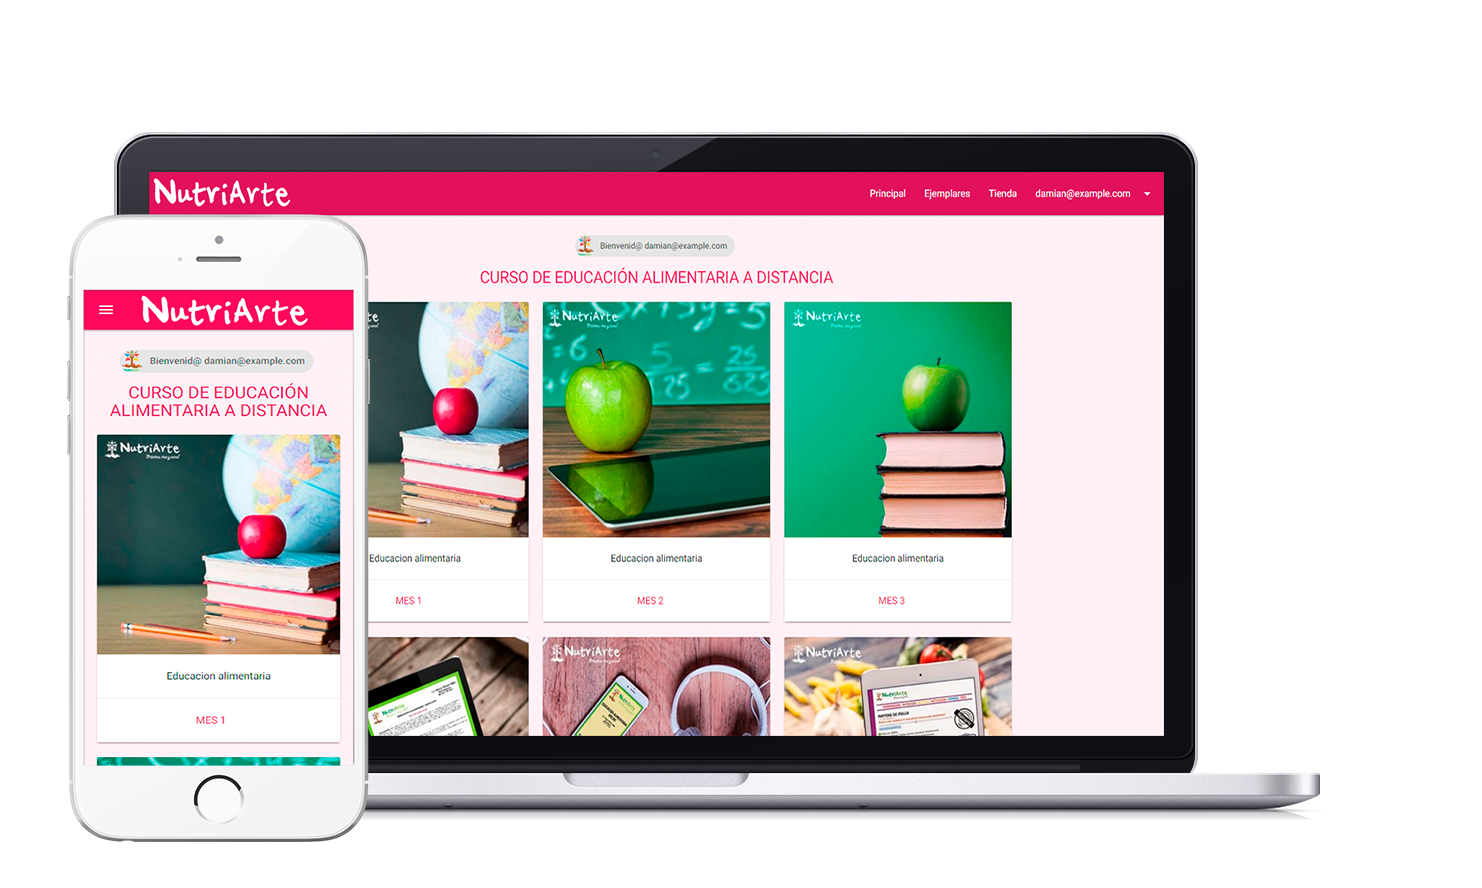 NutriArte
Principal Ejemplares Tienda damian@example.com
Bienvenid@ damian@example.com
CURSO DE EDUCACIÓN ALIMENTARIA A DISTANCIA
NutriArte
NutriArte
Educacion alimentaria
MES 1
Educacion alimentaria
MES 2
Educacion alimentaria
MES 3
NutriArte
NutriArte
NutriArte
NutriArte
NutriArte
Bienvenid@ damian@example.com
CURSO DE EDUCACIÓN
ALIMENTARIA A DISTANCIA
NutriArte
Educacion alimentaria
MES 1